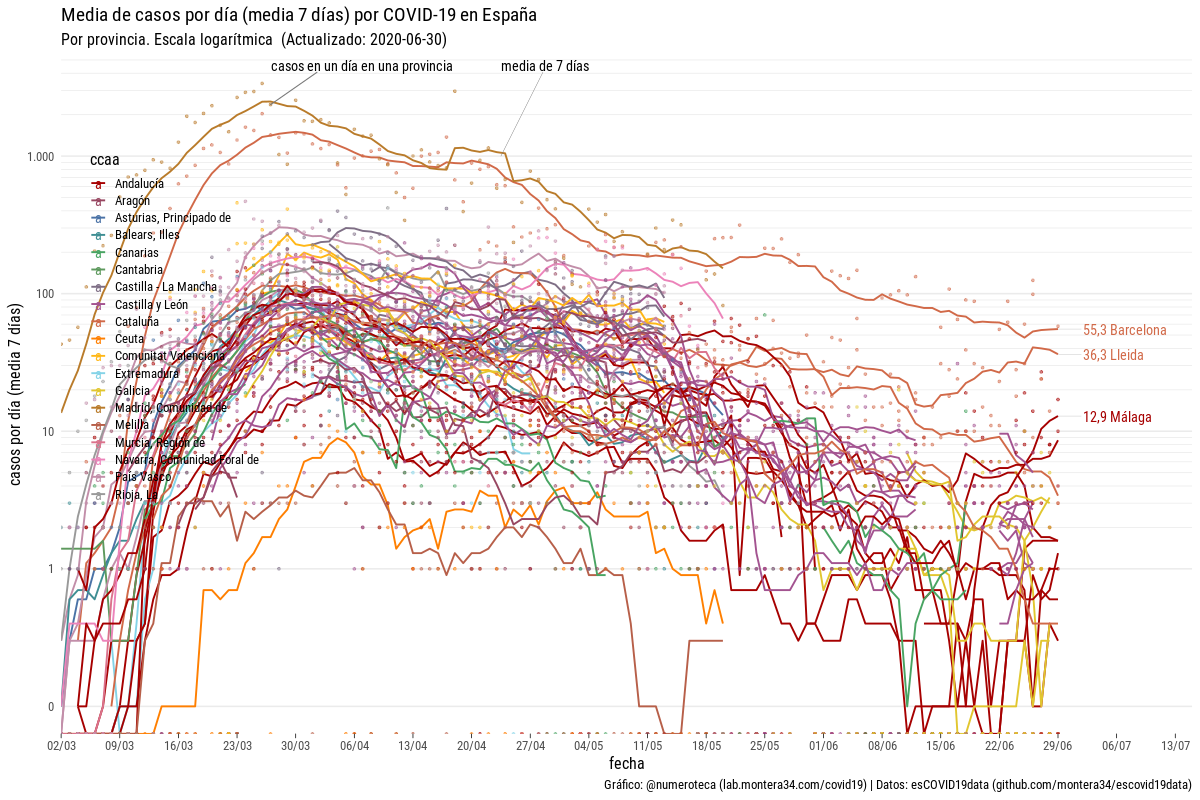 Media de casos por día (media 7 días) por COVID-19 en España
Por provincia. Escala logarítmica (Actualizado: 2020-06-30)
casos en un día en una provincia
media de 7 días
casos por día (media 7 días)
1.000
100
10
1
0
ccaa
Andalucía
Aragón
Asturias, Principado de
Balears, Illes
Canarias
Cantabria
Castilla - La Mancha
Castilla y León
Cataluña
Ceuta
Comunitat Valenciana
Extremadura
Galicia
Madrid, Comunidad de
Melilla
Murcia, Región de
Navarra, Comunidad Foral de
País Vasco
Rioja, La
55,3 Barcelona
36,3 Lleida
12,9 Málaga
02/03 09/03 16/03 23/03 30/03 06/04 13/04 20/04 27/04 04/05 11/05 18/05 25/05 01/06 08/06 15/06 22/06 29/06 06/07 13/07
fecha
Gráfico: @numeroteca (lab.montera34.com/covid19) | Datos: esCOVID19data (github.com/montera34/escovid19data)